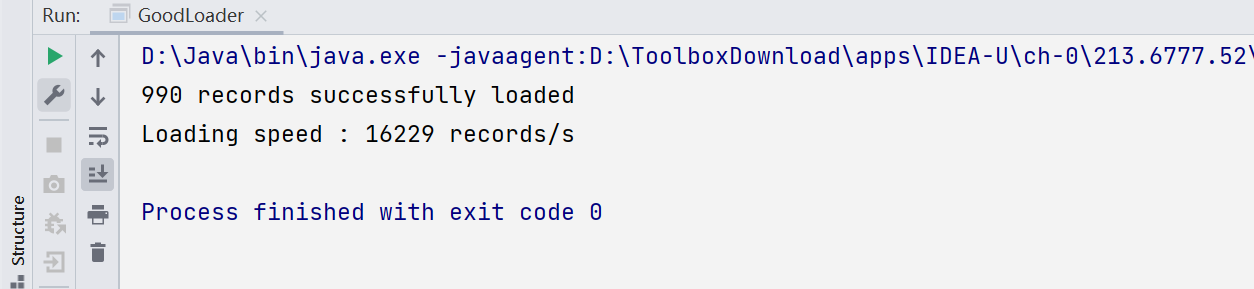 Run: GoodLoader
D:\Java\bin\java.exe -javaagent:D:\ToolboxDownload\apps\IDEA-U\ch-0\213.6777.52\
990 records successfully loaded
Loading speed : 16229 records/s
Process finished with exit code 0
Structure